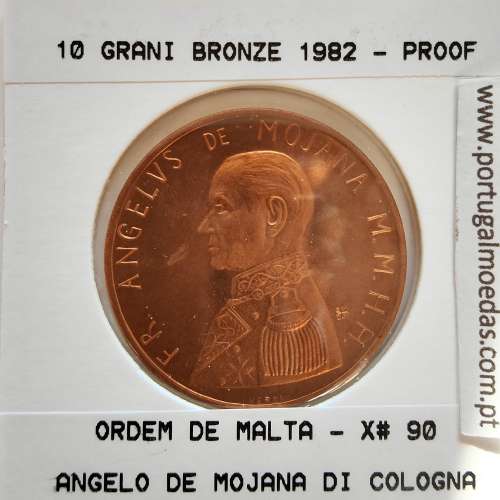 10 GRANI BRONZE 1982 - PROOF
FR. ANGELVS DE MOJANA M.M.H.H.
www.portugalmoedas.com.pt
ORDEM DE MALTA - X# 90
ANGELO DE MOJANA DI COLOGNA